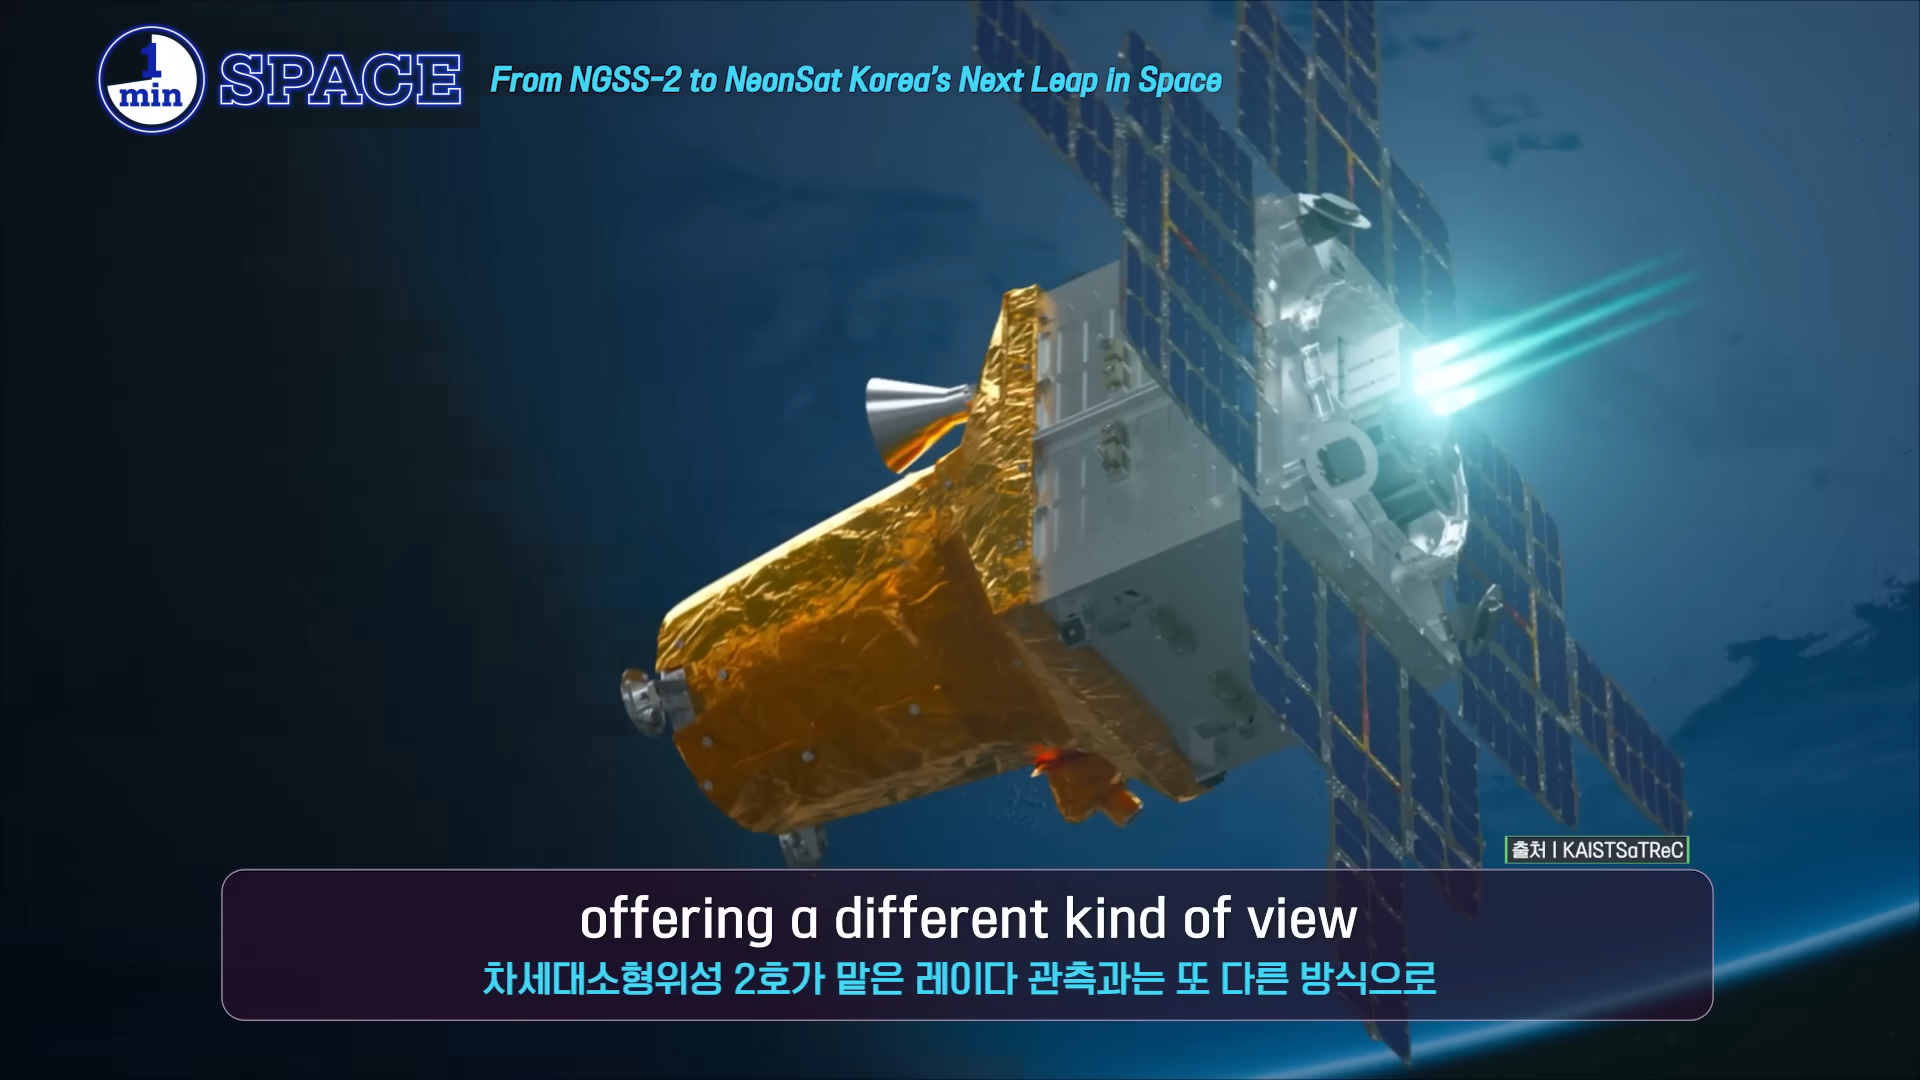 1
min
SPACE
From NGSS-2 to NeonSat Korea's Next Leap in Space
출처 | KAISTSaTReC
offering a different kind of view
차세대소형위성 2호가 맡은 레이다 관측과는 또 다른 방식으로